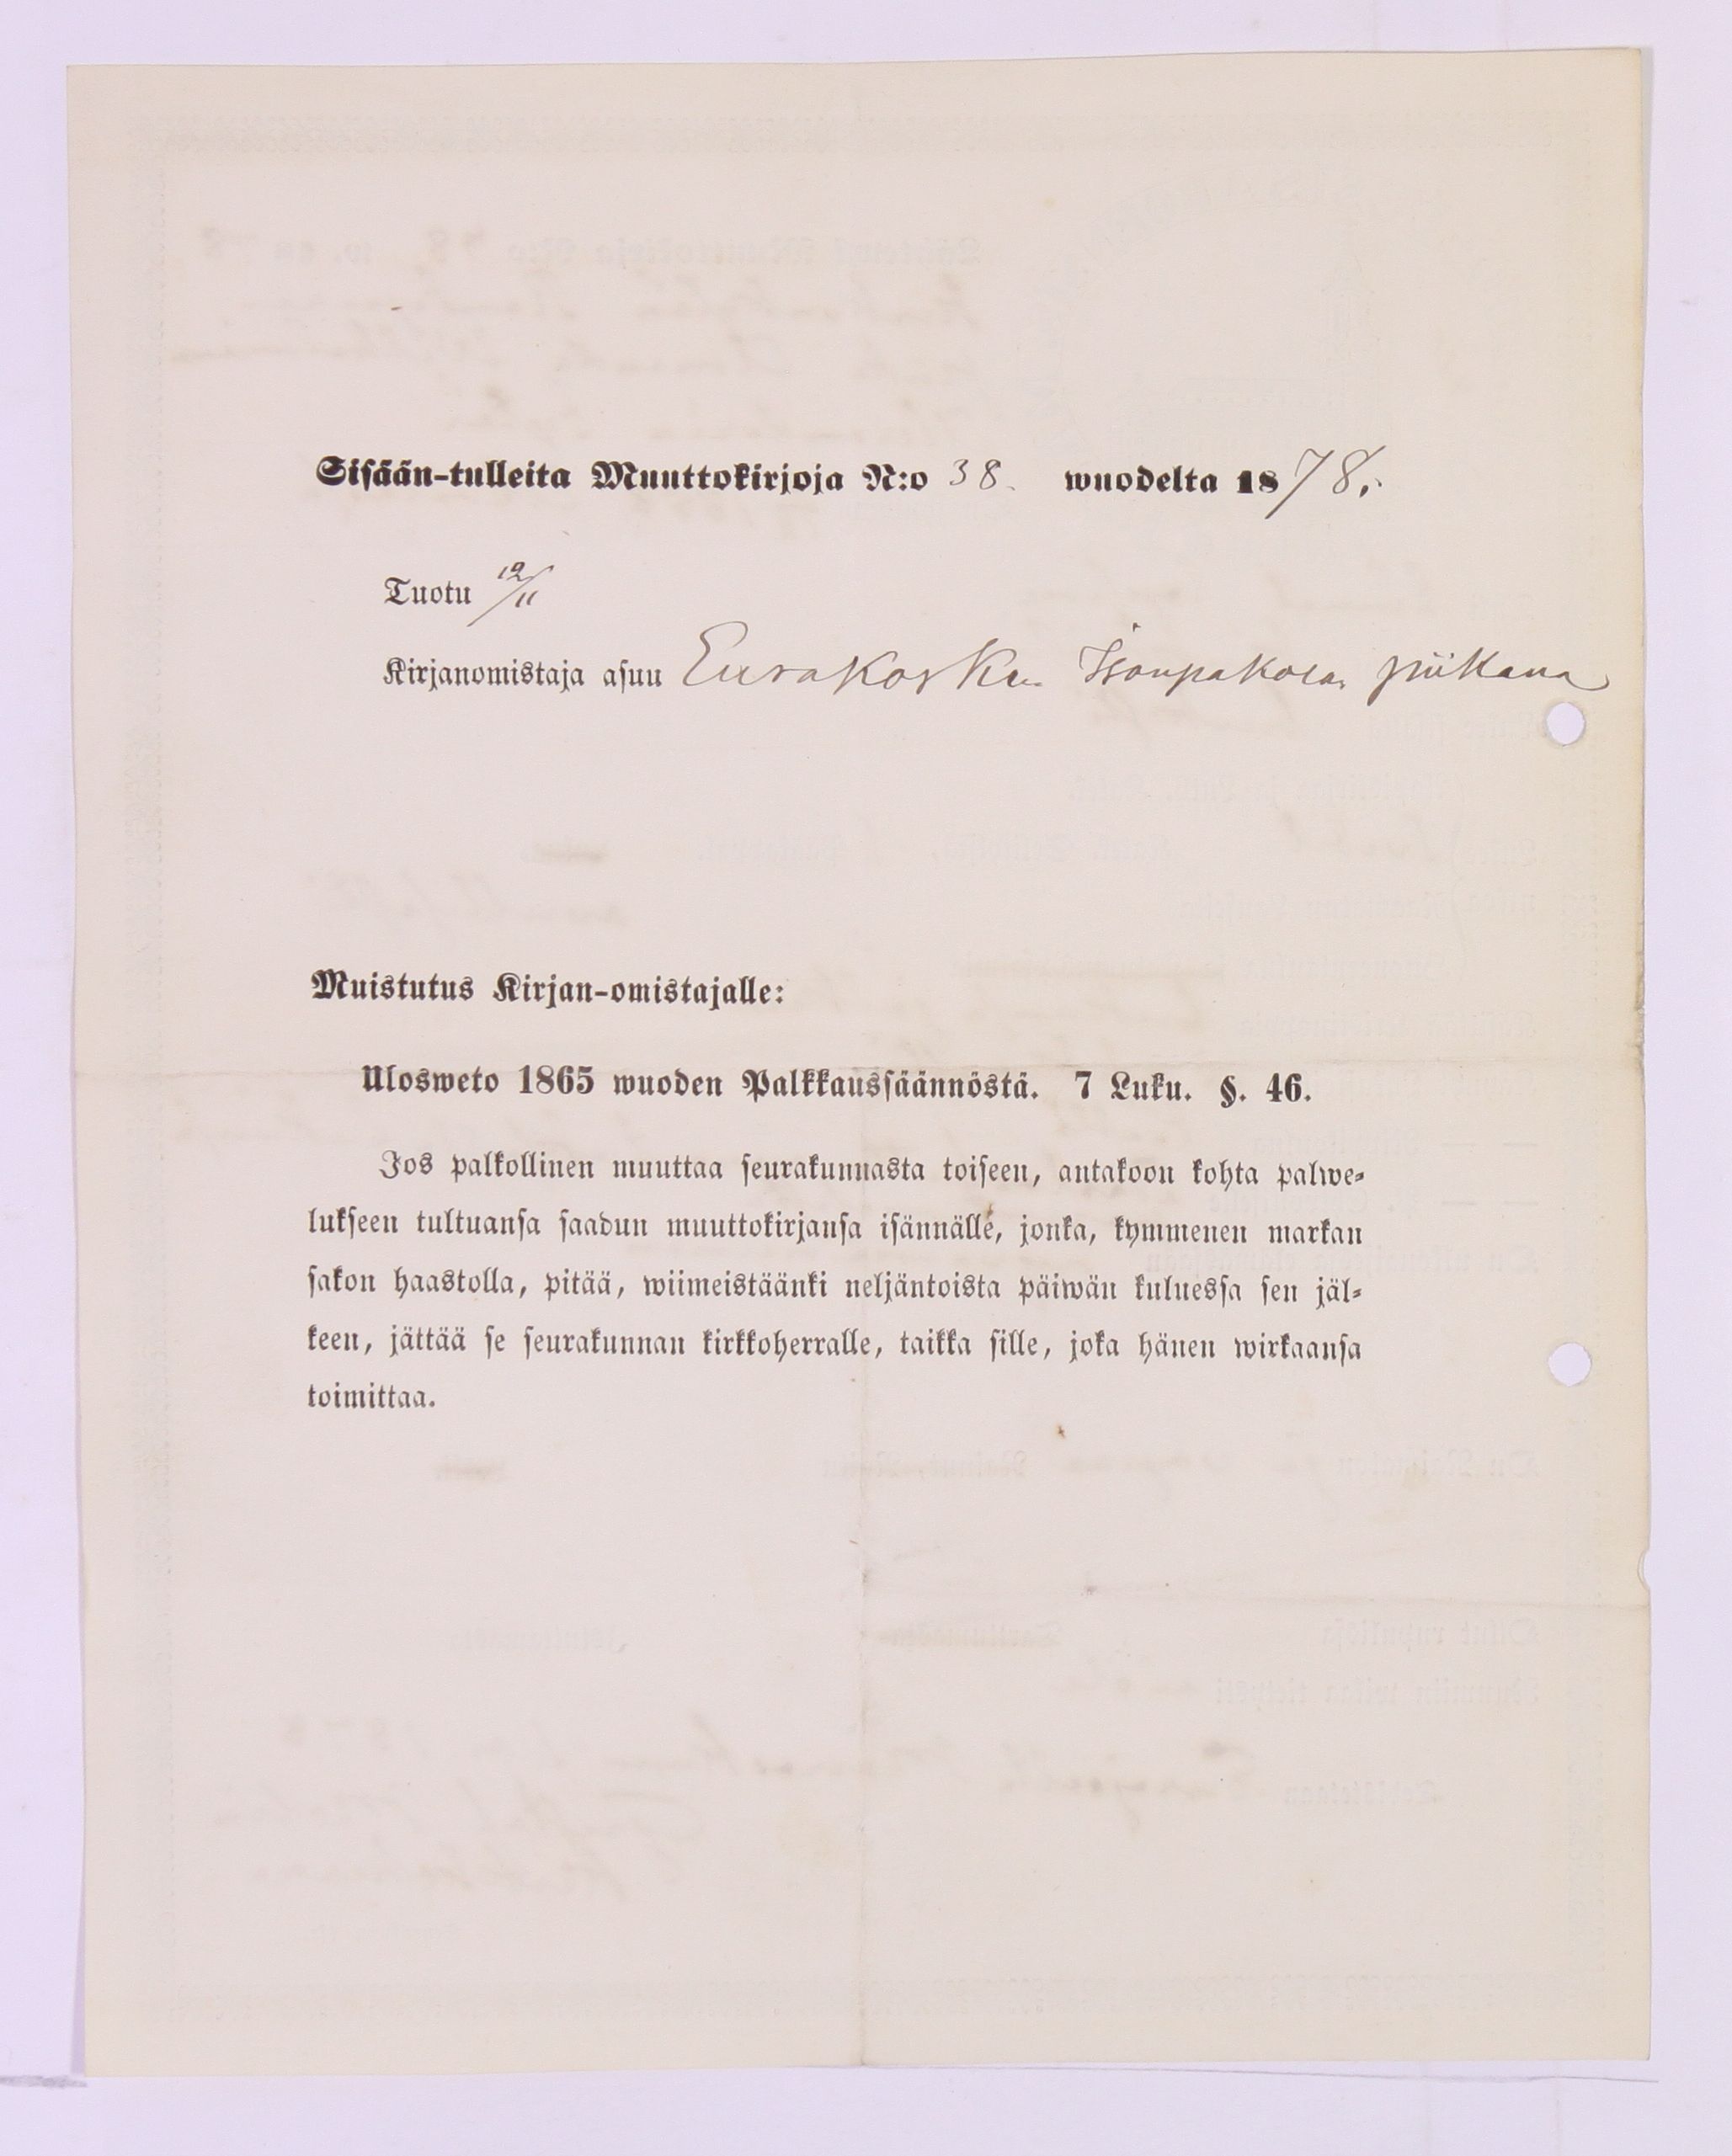 Sisään-tulleita Muuttokirjoja N:o 38. wuodelta 1878.
Tuotu 12/11
Kirjanomistaja asuu Eurakosken Isonpakolan piikana
Muistutus Kirjan-omistajalle:
Ulosweto 1865 wuoden Palkkaussäännöstä. 7 Luku. §. 46.
Jos palkollinen muuttaa seurakunnasta toiseen, antakoon kohta palwe-
lukseen tultuansa saadun muuttokirjansa isännälle, jonka, kymmenen markan
sakon haastolla, pitää, wiimeistäänki neljäntoista päiwän kuluessa sen jäl-
keen, jättää se seurakunnan kirkkoherralle, taikka sille, joka hänen wirkaansa
toimittaa.